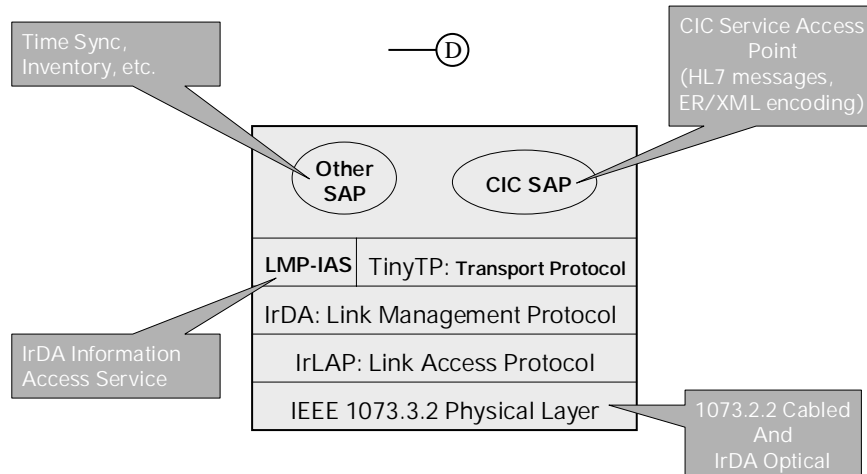 Time Sync,
Inventory, etc.
D
CIC Service Access
Point
(HL7 messages,
ER/XML encoding)
Other
SAP
CIC SAP
LMP-IAS
TinyTP: Transport Protocol
IrDA: Link Management Protocol
IrLAP: Link Access Protocol
IEEE 1073.3.2 Physical Layer
IrDA Information
Access Service
1073.2.2 Cabled
And
IrDA Optical